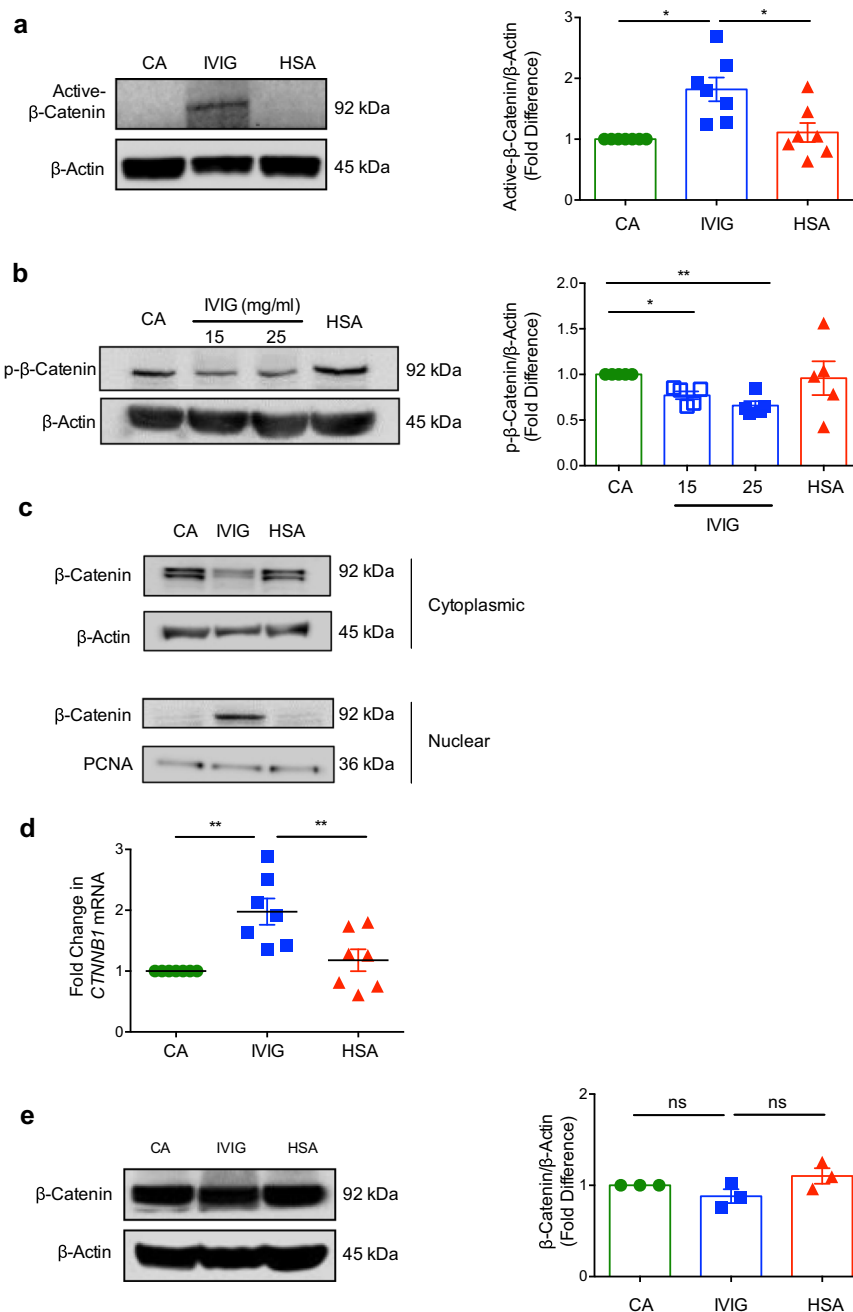 a
CA IVIG HSA
Active-
β-Catenin
92 kDa
β-Actin
45 kDa
Active-β-Catenin/β-Actin
(Fold Difference)
3
2
1
0
* *
CA IVIG HSA
b
CA
IVIG (mg/ml)
HSA
15 25
p-β-Catenin
92 kDa
β-Actin
45 kDa
p-β-Catenin/β-Actin
(Fold Difference)
2.0
1.5
1.0
0.5
0.0
**
*
CA 15 25 HSA
IVIG
c
CA IVIG HSA
β-Catenin
92 kDa
β-Actin
45 kDa
Cytoplasmic
β-Catenin
92 kDa
PCNA
36 kDa
Nuclear
d
Fold Change in
CTNNB1 mRNA
3
2
1
0
** **
CA IVIG HSA
e
CA IVIG HSA
β-Catenin
92 kDa
β-Actin
45 kDa
β-Catenin/β-Actin
(Fold Difference)
2
1
0
ns ns
CA IVIG HSA